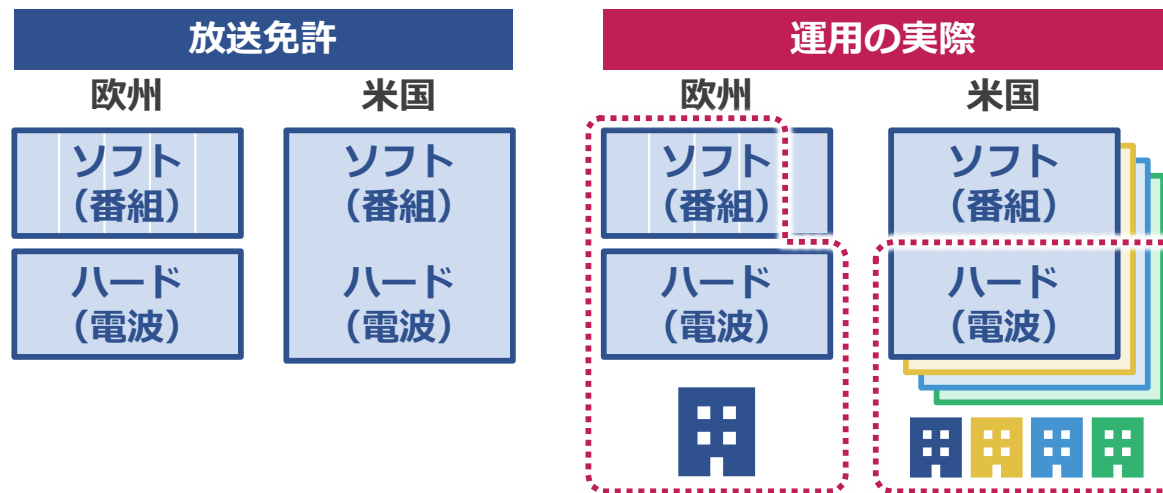 放送免許
運用の実際
欧州
米国
欧州
米国
ソフト
（番組）
ソフト
（番組）
ソフト
（番組）
ソフト
（番組）
ハード
（電波）
ハード
（電波）
ハード
（電波）
ハード
（電波）